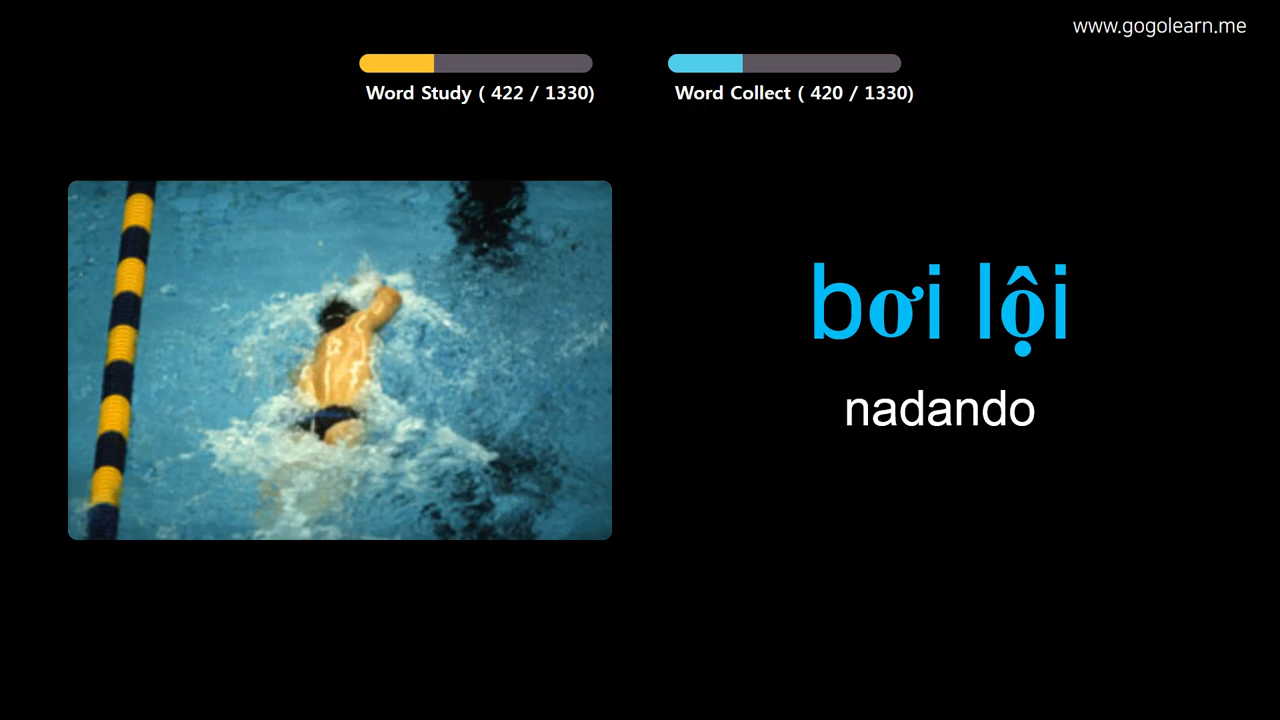 www.gogolearn.me
Word Study ( 422 / 1330)
Word Collect ( 420 / 1330)
bơi lội
nadando